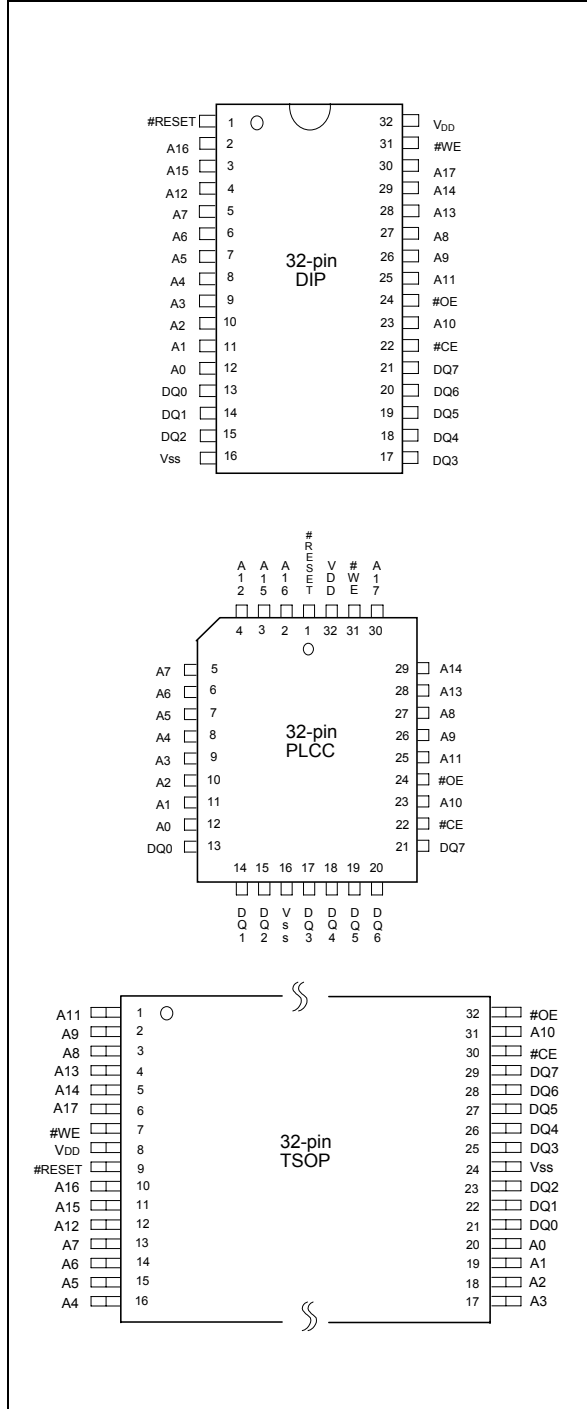 #RESET 1 32 VDD
A16 2 31 #WE
A15 3 30 A17
A12 4 29 A14
A7 5 28 A13
A6 6 27 A8
A5 7 26 A9
32-pin
DIP
A4 8 25 A11
A3 9 24 #OE
A2 10 23 A10
A1 11 22 #CE
A0 12 21 DQ7
DQ0 13 20 DQ6
DQ1 14 19 DQ5
DQ2 15 18 DQ4
Vss 16 17 DQ3
A12 A15 A16 #RESET VDD #WE A17
4 3 2 1 32 31 30
A7 5 29 A14
A6 6 28 A13
A5 7 27 A8
32-pin
PLCC
A4 8 26 A9
A3 9 25 A11
A2 10 24 #OE
A1 11 23 A10
A0 12 22 #CE
DQ0 13 21 DQ7
14 15 16 17 18 19 20
DQ1 DQ2 Vss DQ3 DQ4 DQ5 DQ6
A11 1 32 #OE
A9 2 31 A10
A8 3 30 #CE
A13 4 29 DQ7
A14 5 28 DQ6
A17 6 27 DQ5
#WE 7 26 DQ4
32-pin
TSOP
VDD 8 25 DQ3
#RESET 9 24 Vss
A16 10 23 DQ2
A15 11 22 DQ1
A12 12 21 DQ0
A7 13 20 A0
A6 14 19 A1
A5 15 18 A2
A4 16 17 A3